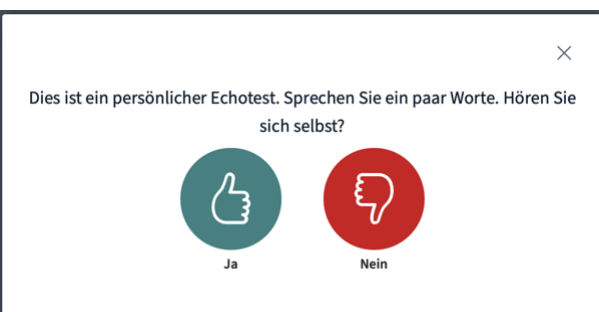 Dies ist ein persönlicher Echotest. Sprechen Sie ein paar Worte. Hören Sie
sich selbst?
Ja
Nein